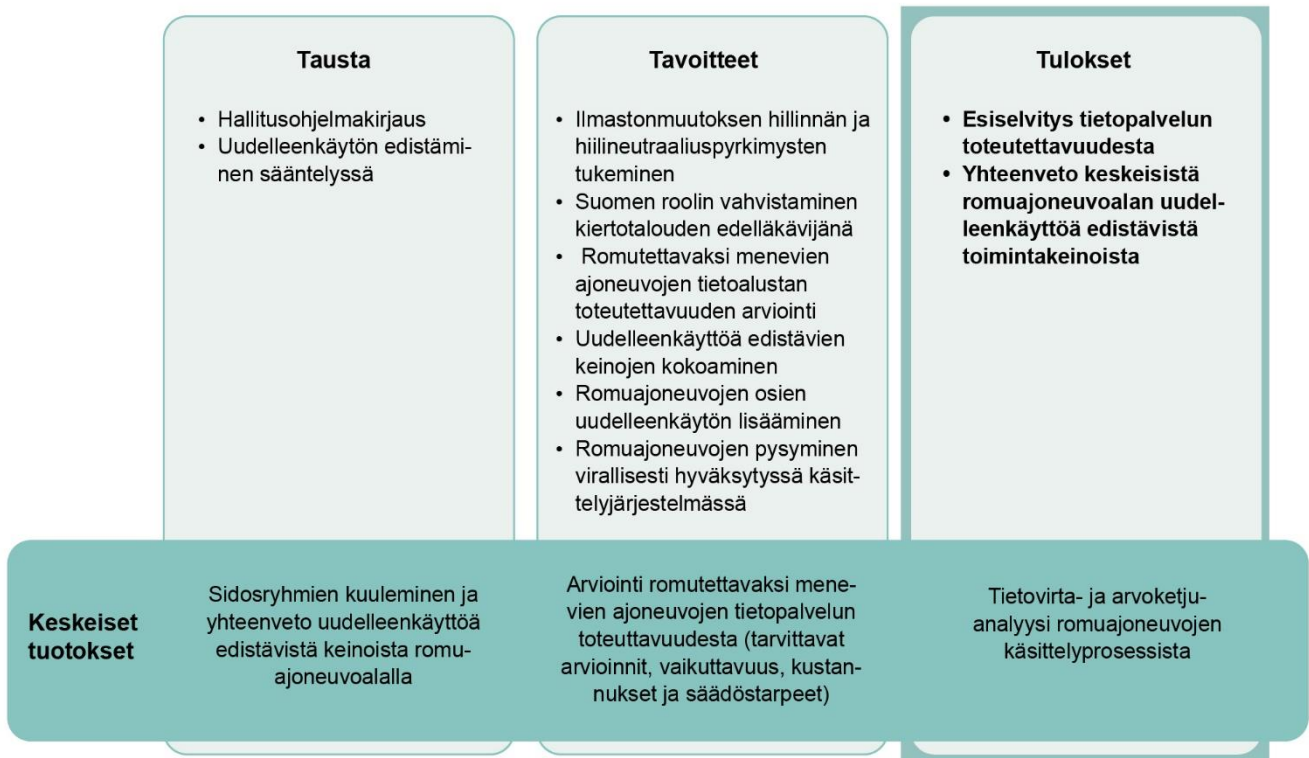 Tausta
• Hallitusohjelmakirjaus
• Uudelleenkäytön edistämi-
nen sääntelyssä
Tavoitteet
• Ilmastonmuutoksen hillinnän ja
hiilineutraaliuspyrkimysten
tukeminen
• Suomen roolin vahvistaminen
kiertotalouden edelläkävijänä
• Romutettavaksi menevien
ajoneuvojen tietoalustan
toteutettavuuden arviointi
• Uudelleenkäyttöä edistävien
keinojen kokoaminen
• Romuajoneuvojen osien
uudelleenkäytön lisääminen
• Romuajoneuvojen pysyminen
virallisesti hyväksytyssä käsit-
telyjärjestelmässä
Tulokset
• Esiselvitys tietopalvelun
toteutettavuudesta
• Yhteenveto keskeisistä
romuajoneuvoalan uudel-
leenkäyttöä edistävistä
toimintakeinoista
Keskeiset
tuotokset
Sidosryhmien kuuleminen ja
yhteenveto uudelleenkäyttöä
edistävistä keinoista romu-
ajoneuvoalalla
Arviointi romutettavaksi mene-
vien ajoneuvojen tietopalvelun
toteuttavuudesta (tarvittavat
arvioinnit, vaikuttavuus, kustan-
nukset ja säädöstarpeet)
Tietovirta- ja arvoketju-
analyysi romuajoneuvojen
käsittelyprosessista